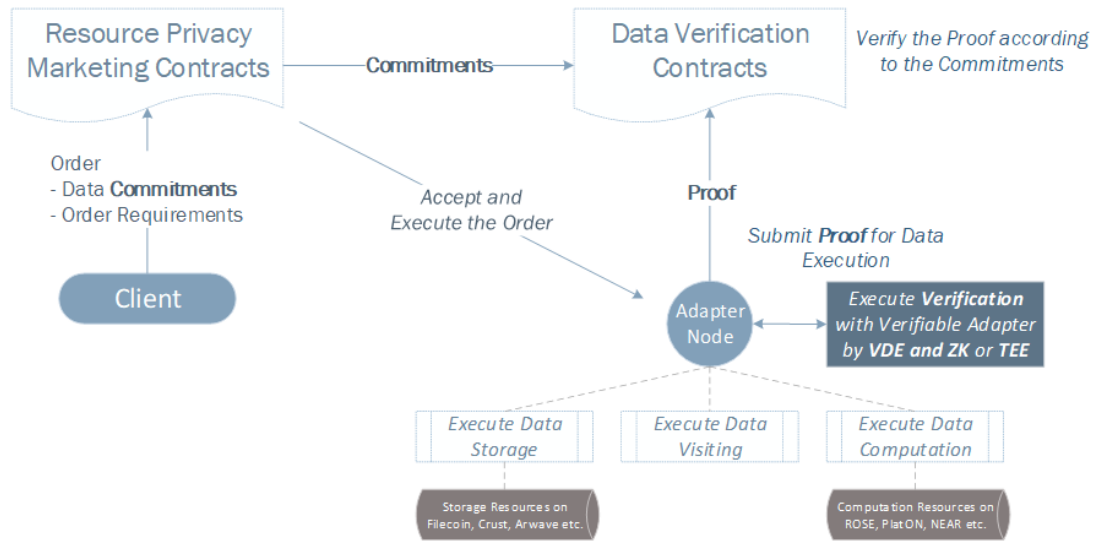 Resource Privacy
Marketing Contracts
Commitments
Data Verification
Contracts
Verify the Proof according
to the Commitments
Order
- Data Commitments
- Order Requirements
Accept and
Execute the Order
Proof
Submit Proof for Data
Execution
Client
Adapter
Node
Execute Verification
with Verifiable Adapter
by VDE and ZK or TEE
Execute Data
Storage
Execute Data
Visiting
Execute Data
Computation
Storage Resources on
Filecoin, Crust, Arwave etc.
Computation Resources on
ROSE, PlatON, NEAR etc.